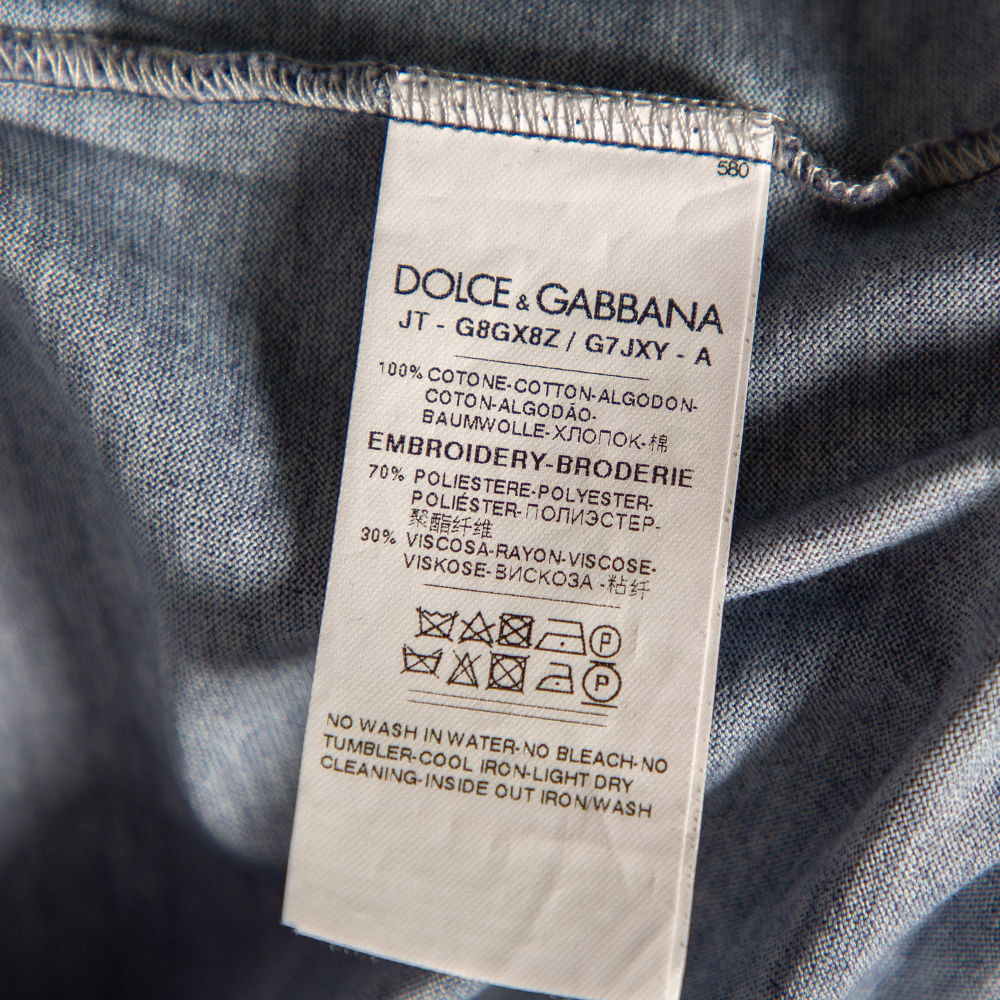 580
DOLCE & GABBANA
JT - G8GX8Z / G7JXY - A
100% COTONE-COTTON-ALGODON-
COTON-ALGODÃO-
BAUMWOLLE-ХЛОПОК-棉
EMBROIDERY-BRODERIE
70% POLIESTERE-POLYESTER-
POLIÉSTER-ПОЛИЭСТЕР-
聚酯纤维
30% VISCOSA-RAYON-VISCOSE-
VISKOSE-ВИСКОЗА -粘纤
P
P
NO WASH IN WATER-NO BLEACH-NO
TUMBLER-COOL IRON-LIGHT DRY
CLEANING-INSIDE OUT IRON/WASH